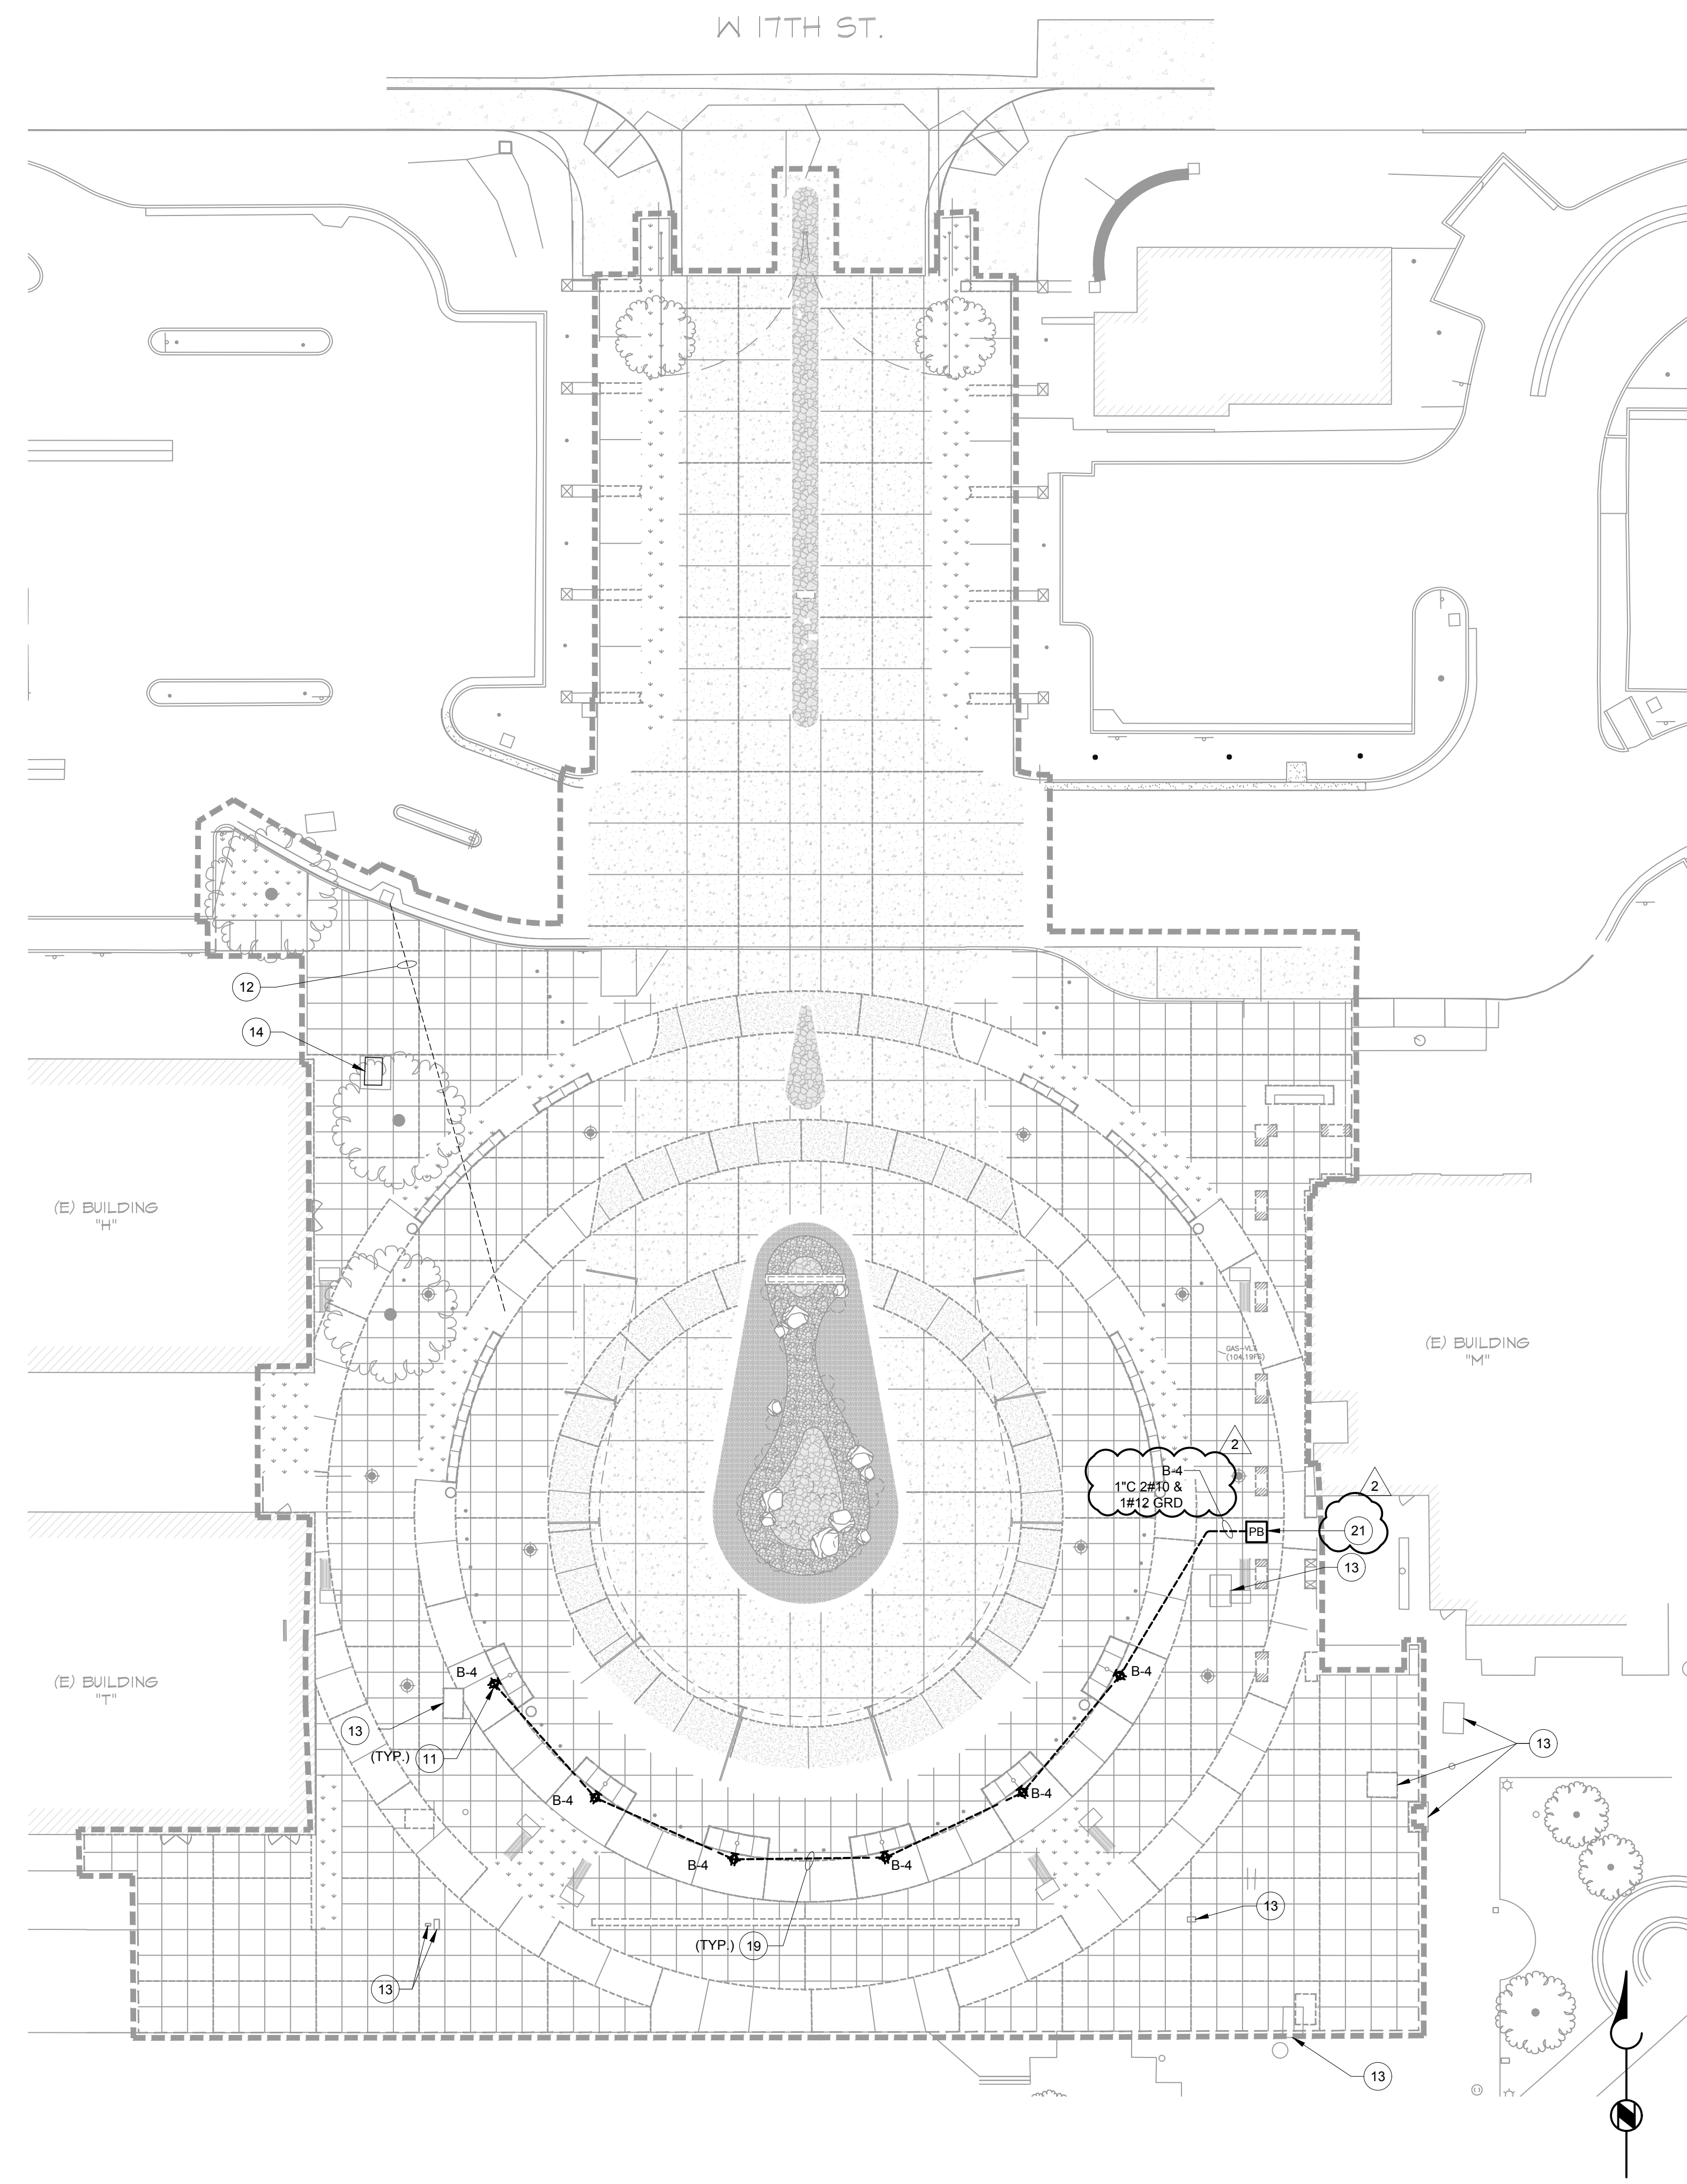 W 17TH ST.
12
14
(E) BUILDING
"H"
(E) BUILDING
"M"
GAS-VLT
(104.19FS)
2
B-4
1"C 2#10 &
1#12 GRD
2
PB
21
13
(E) BUILDING
"T"
B-4
B-4
13
(TYP.) 11
13
B-4
B-4
B-4
B-4
13
(TYP.) 19
13
13
N